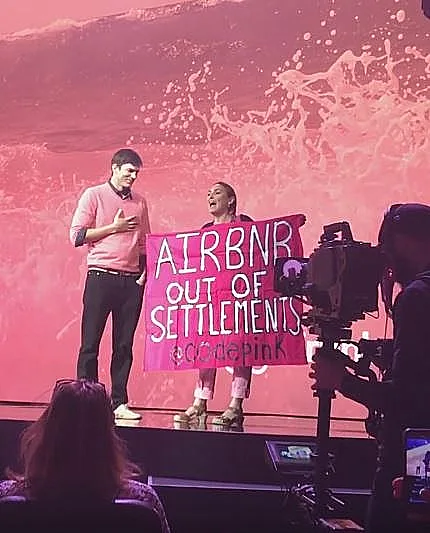 AIRBNB
OUT OF
SETTLEMENTS
@CODEpiNK